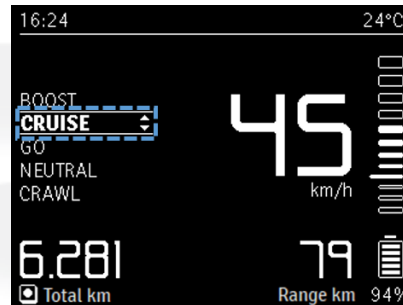 16:24 24°C
BOOST
CRUISE
GO
NEUTRAL
CRAWL
45
km/h
6.281 79
Total km Range km 94%